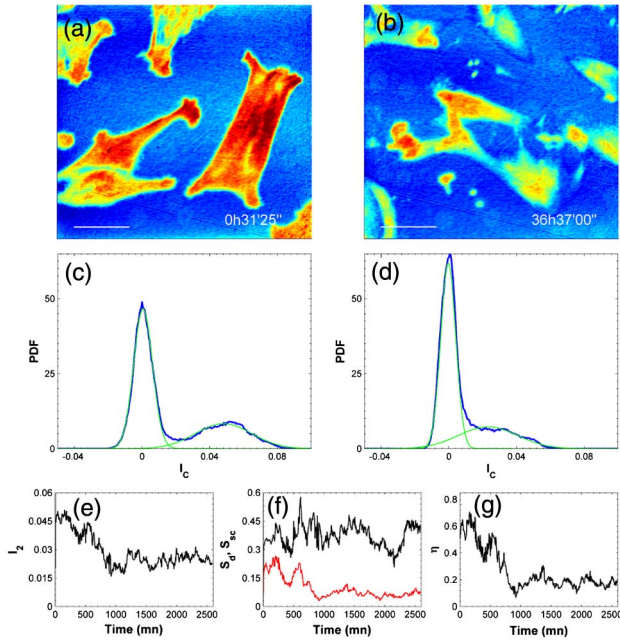 (a)
0h31'25"
(b)
36h37'00"
(c)
PDF
50
25
0
-0.04 0 0.04 0.08
I_C
(d)
PDF
50
25
0
-0.04 0 0.04 0.08
I_C
(e)
I_2
0.06
0.045
0.03
0.015
0
0 500 1000 1500 2000 2500
Time (mn)
(f)
S_d, S_sc
0.6
0.45
0.3
0.15
0
0 500 1000 1500 2000 2500
Time (mn)
(g)
η
0.8
0.6
0.4
0.2
0
0 500 1000 1500 2000 2500
Time (mn)